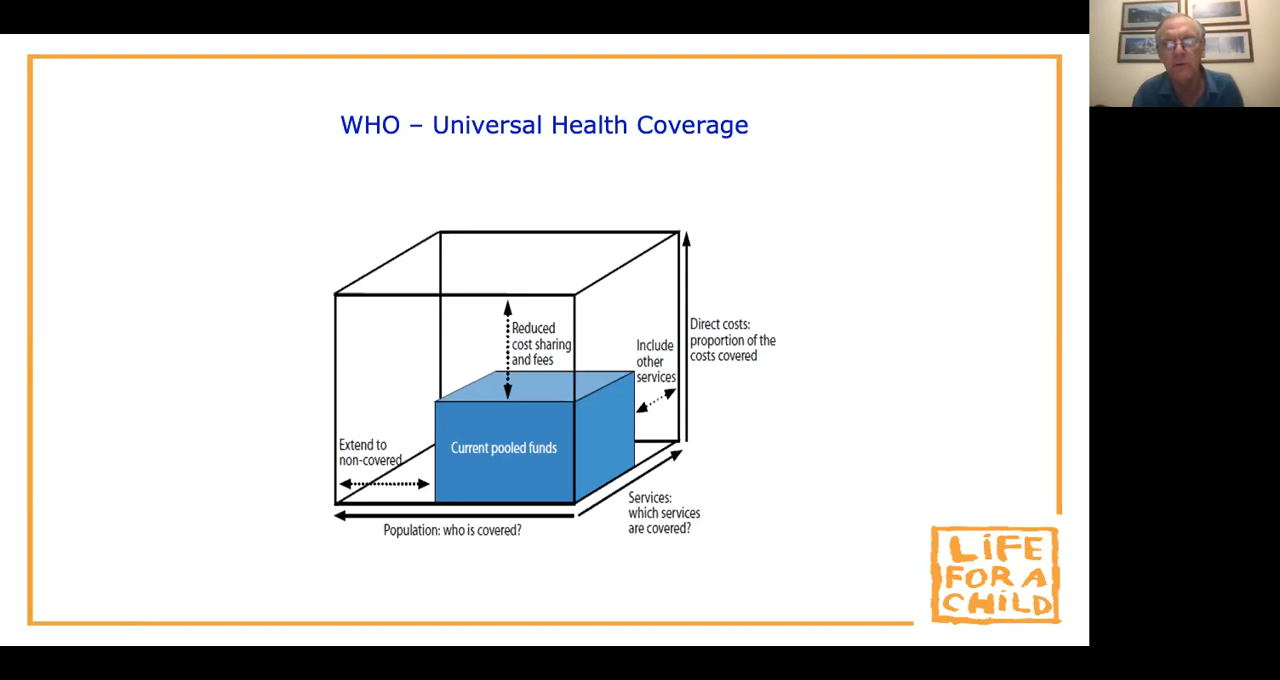 WHO – Universal Health Coverage
Reduced
cost sharing
and fees
Include
other
services
Direct costs:
proportion of the
costs covered
Extend to
non-covered
Current pooled funds
Population: who is covered?
Services:
which services
are covered?
LiFE
FOR A
CHiLD